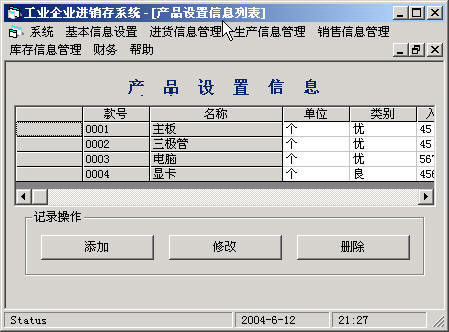 工业企业进销存系统 - [产品设置信息列表]
系统 基本信息设置 进货信息管理 生产信息管理 销售信息管理
库存信息管理 财务 帮助
产 品 设 置 信 息
款号 名称 单位 类别 入
0001 主板 个 优 45
0002 三极管 个 优 45
0003 电脑 个 优 567
0004 显卡 个 良 456
记录操作
添加 修改 删除
Status 2004-6-12 21:27